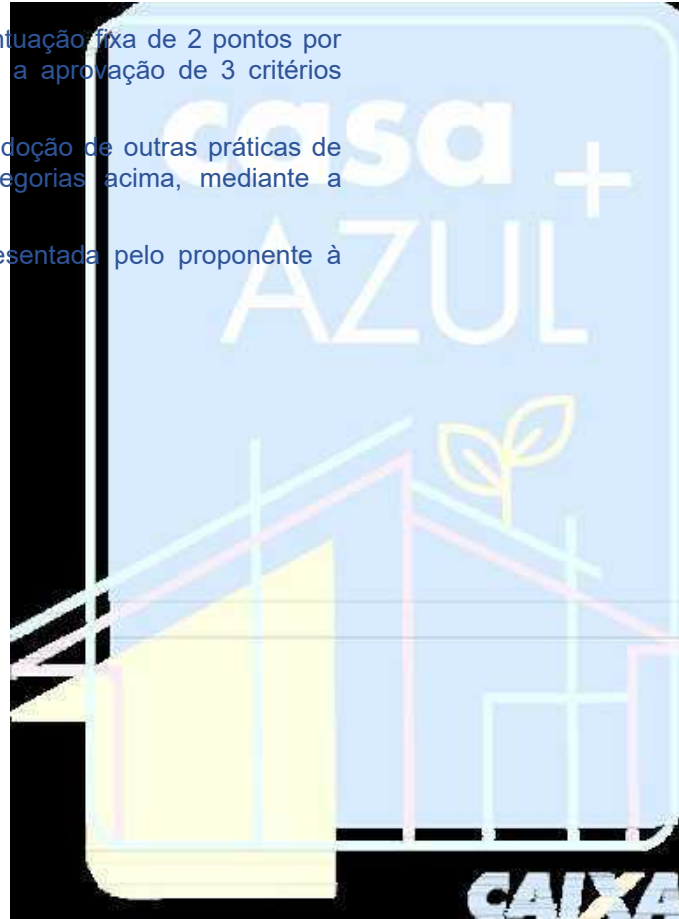 ntuação fixa de 2 pontos por
a aprovação de 3 critérios
doção de outras práticas de
egorias acima, mediante a
esentada pelo proponente à
casa +
AZUL
CAIXA